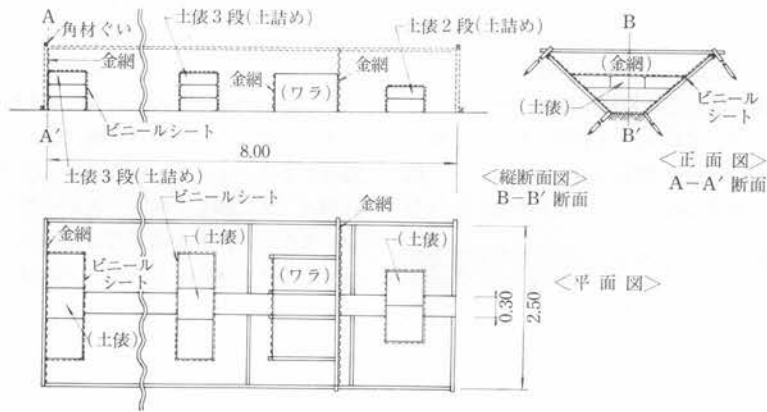 A
角材ぐい
金網
土俵3段(土詰め)
土俵2段(土詰め)
金網
(ワラ)
金網
ビニールシート
A′
8.00
土俵3段(土詰め)
B
(金網)
(土俵)
ビニール
シート
B′
<縦断面図>
B−B′ 断面
<正面図>
A−A′ 断面
ビニールシート
金網
金網
(土俵)
ビニール
シート
(ワラ)
(土俵)
(土俵)
0.30
2.50
<平面図>